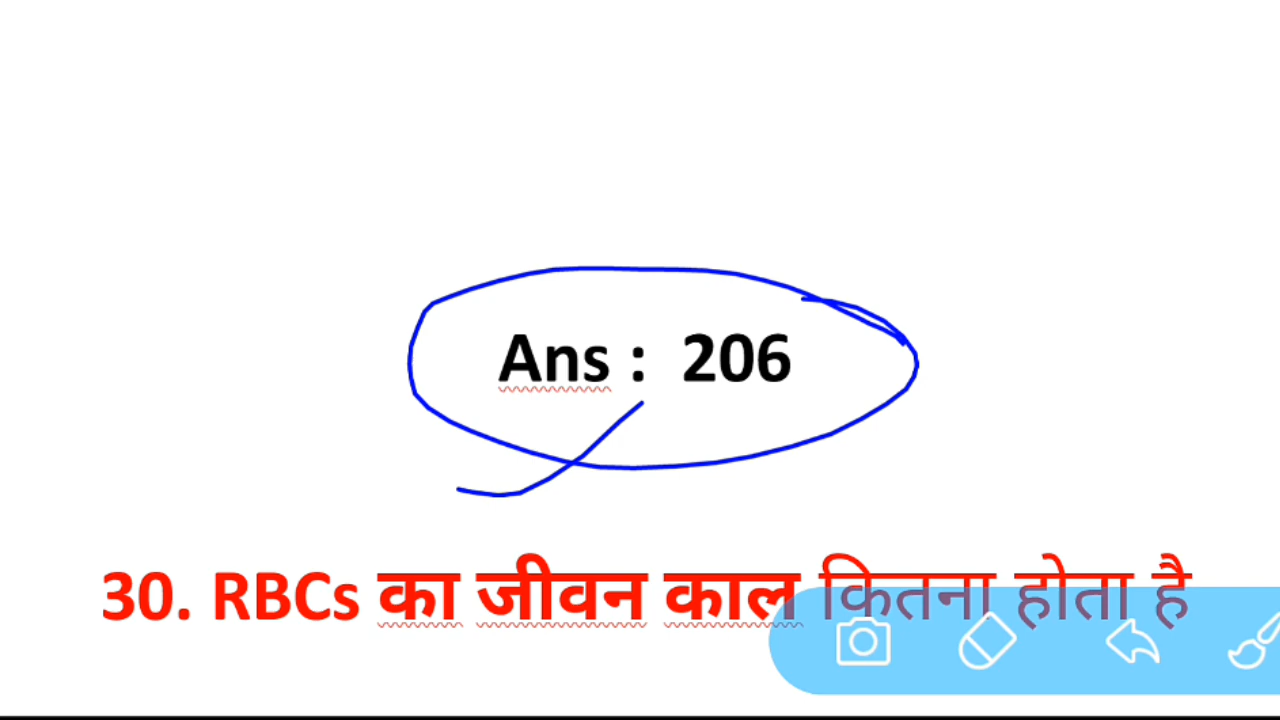 Ans : 206
30. RBCs का जीवन काल कितना होता है